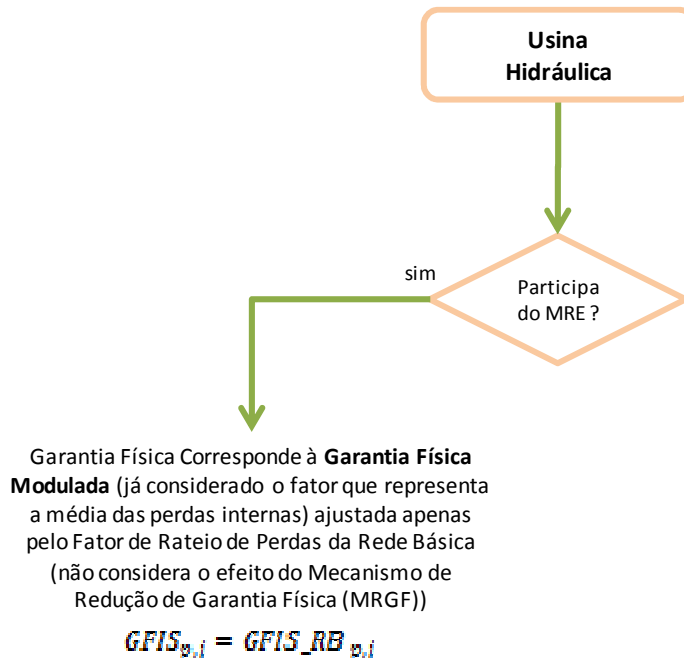 Usina
Hidráulica
sim
Participa
do MRE ?
Garantia Física Corresponde à Garantia Física
Modulada (já considerado o fator que representa
a média das perdas internas) ajustada apenas
pelo Fator de Rateio de Perdas da Rede Básica
(não considera o efeito do Mecanismo de
Redução de Garantia Física (MRGF))
GFIS = GFIS_RB